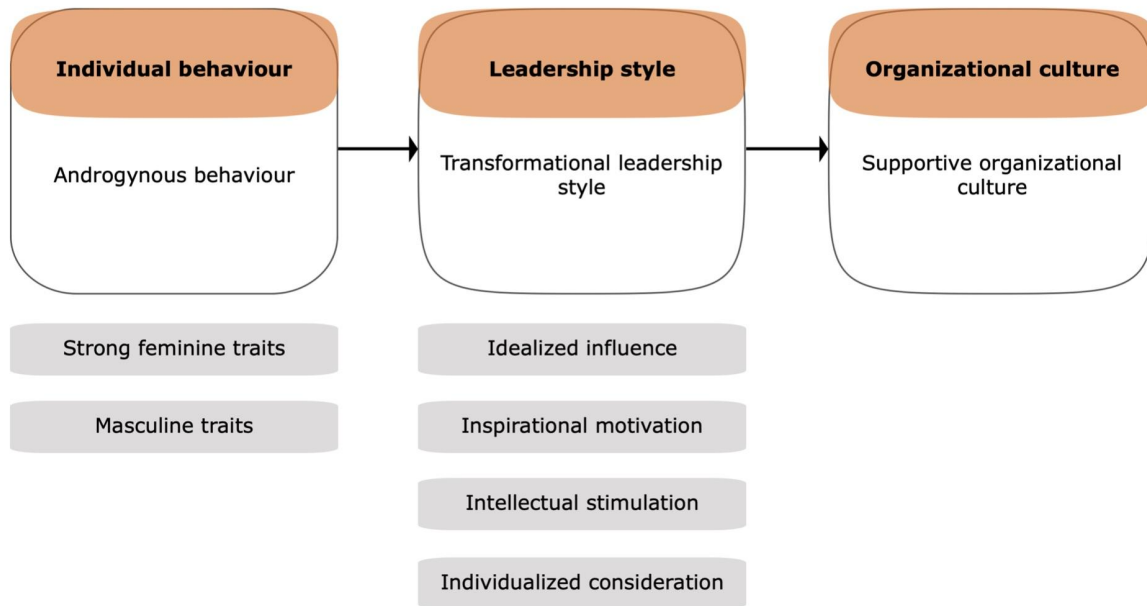 Individual behaviour
Androgynous behaviour
Strong feminine traits
Masculine traits
Leadership style
Transformational leadership
style
Idealized influence
Inspirational motivation
Intellectual stimulation
Individualized consideration
Organizational culture
Supportive organizational
culture